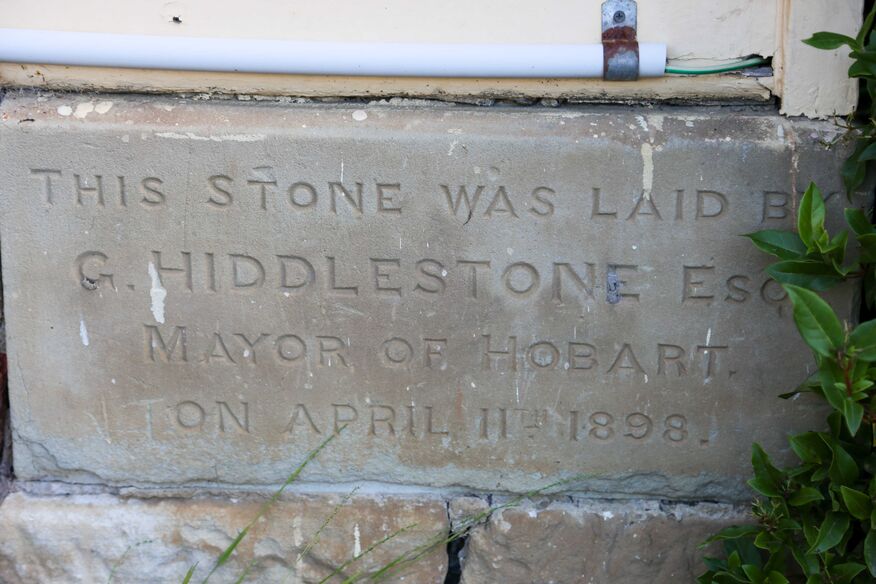 THIS STONE WAS LAID BY
G. HIDDLESTONE ESQ
MAYOR OF HOBART.
ON APRIL 11TH 1898.